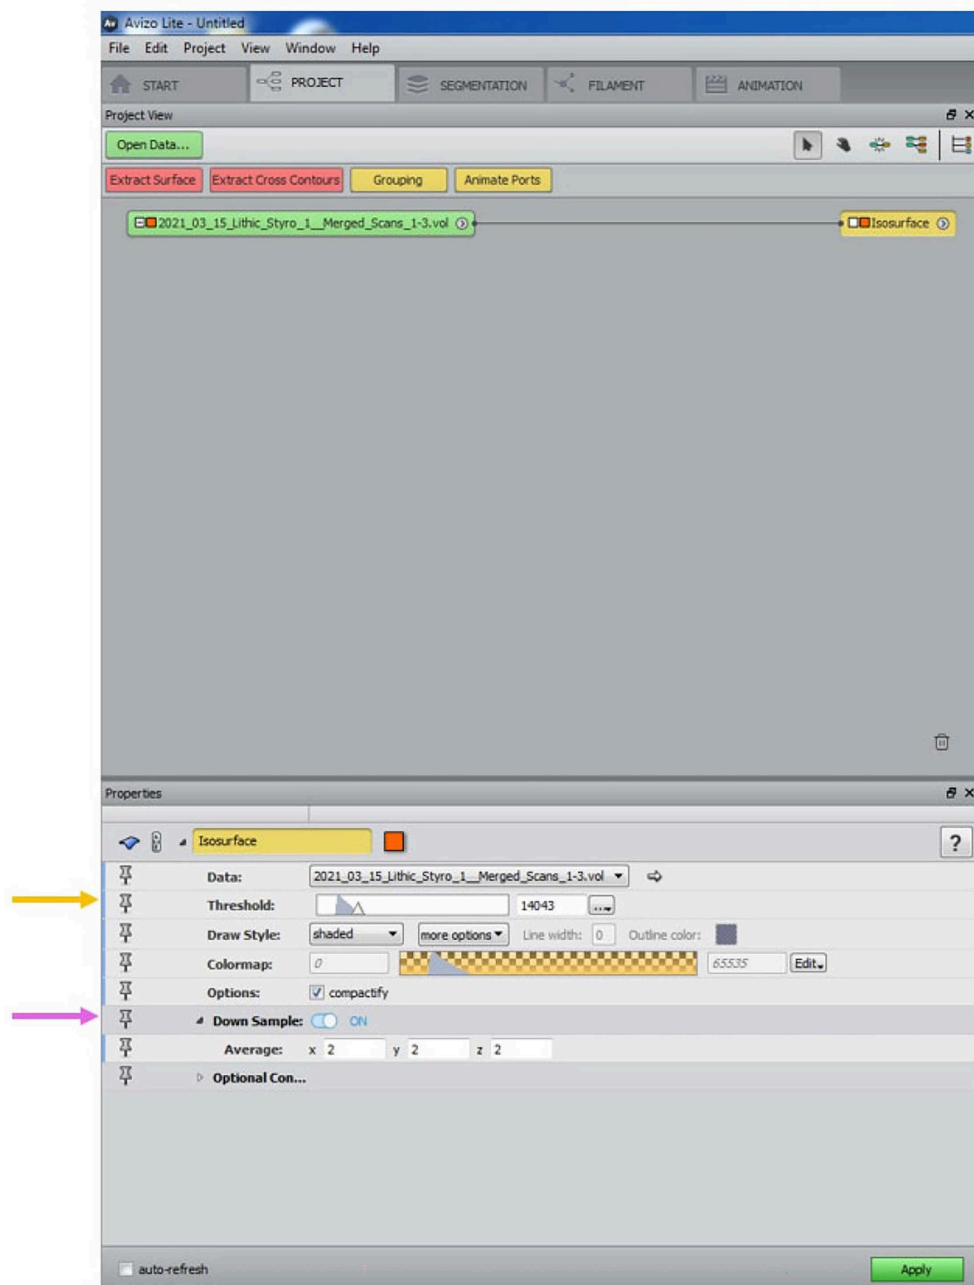 Avizo Lite - Untitled
File Edit Project View Window Help
START PROJECT SEGMENTATION FILAMENT ANIMATION
Project View
Open Data...
Extract Surface Extract Cross Contours Grouping Animate Ports
2021_03_15_Lithic_Styro_1__Merged_Scans_1-3.vol Isosurface
Properties
Isosurface ?
Data: 2021_03_15_Lithic_Styro_1__Merged_Scans_1-3.vol
Threshold: 14043 ...
Draw Style: shaded more options Line width: 0 Outline color:
Colormap: 0 65535 Edit
Options: compactify
Down Sample: ON
Average: x 2 y 2 z 2
Optional Con...
auto-refresh Apply